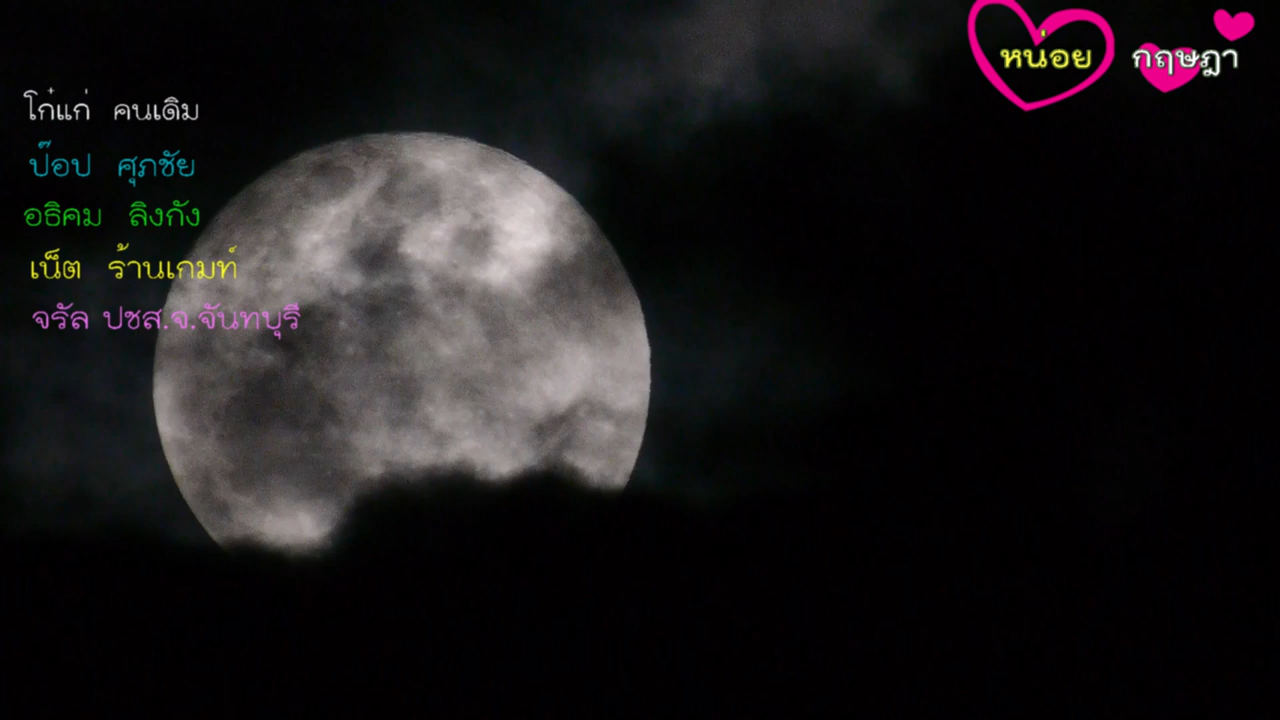 หน่อย กฤษฎา
โก๋แก่ คนเดิม
ป๊อป ศุภชัย
อธิคม ลิงกัง
เน็ต ร้านเกมท์
จรัล ปชส.จ.จันทบุรี